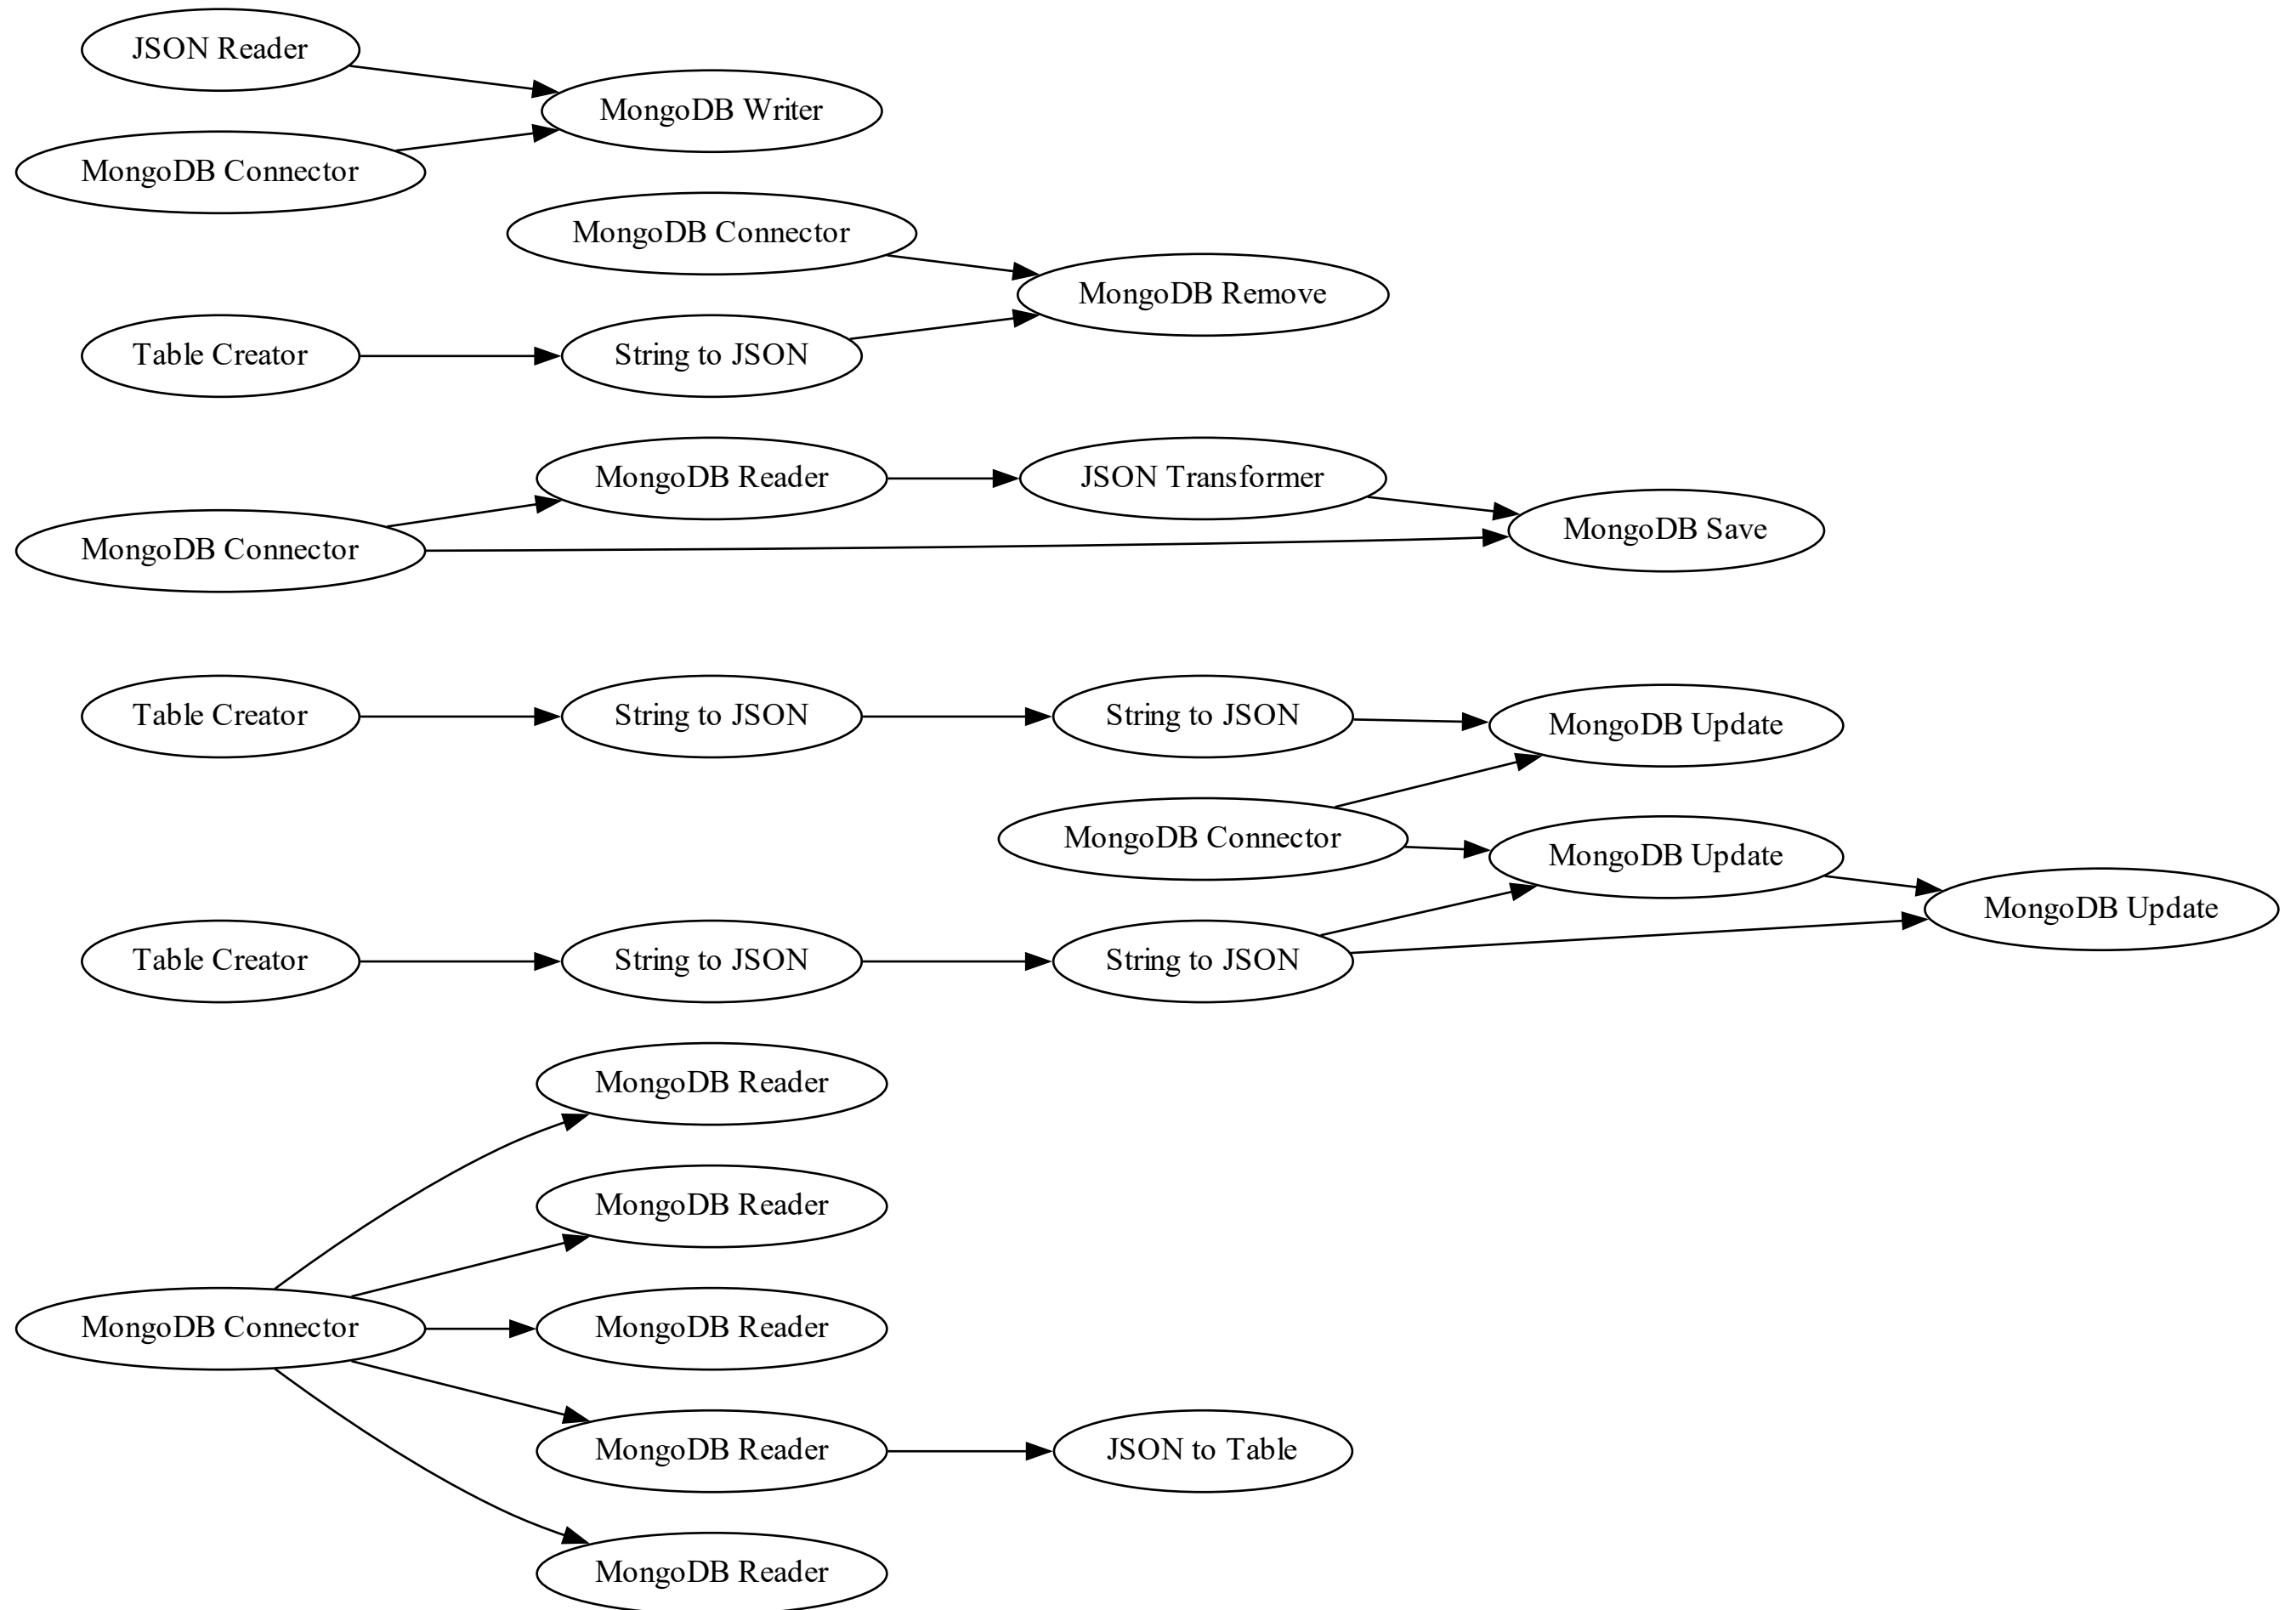 JSON Reader
MongoDB Writer
MongoDB Connector
MongoDB Connector
MongoDB Remove
Table Creator
String to JSON
MongoDB Reader
JSON Transformer
MongoDB Save
MongoDB Connector
Table Creator
String to JSON
String to JSON
MongoDB Update
MongoDB Connector
MongoDB Update
MongoDB Update
Table Creator
String to JSON
String to JSON
MongoDB Reader
MongoDB Reader
MongoDB Connector
MongoDB Reader
MongoDB Reader
JSON to Table
MongoDB Reader